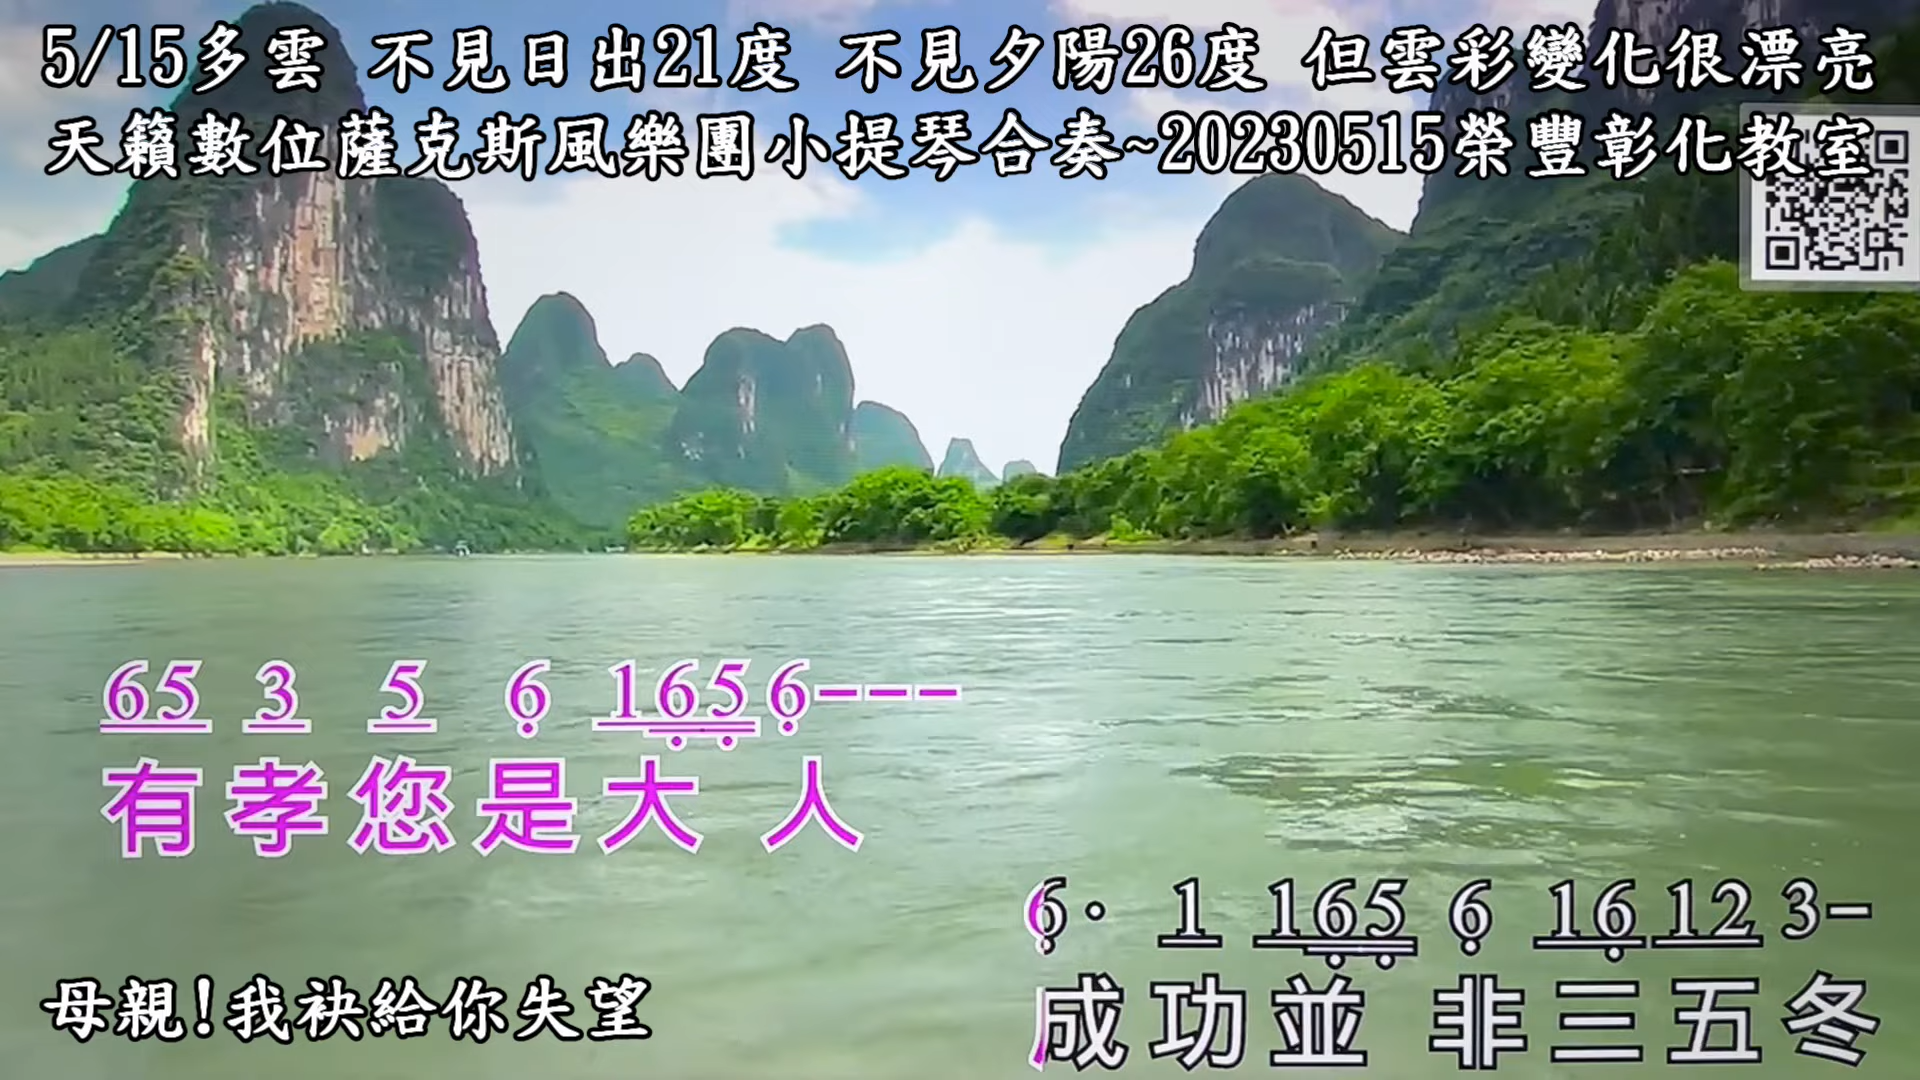 5/15多雲 不見日出21度 不見夕陽26度 但雲彩變化很漂亮
天籟數位薩克斯風樂團小提琴合奏~20230515榮豐彰化教室
65 3 5 6 165 6---
有孝您是大 人
6· 1 165 6 16 12 3-
成功並 非三五冬
母親!我袂給你失望